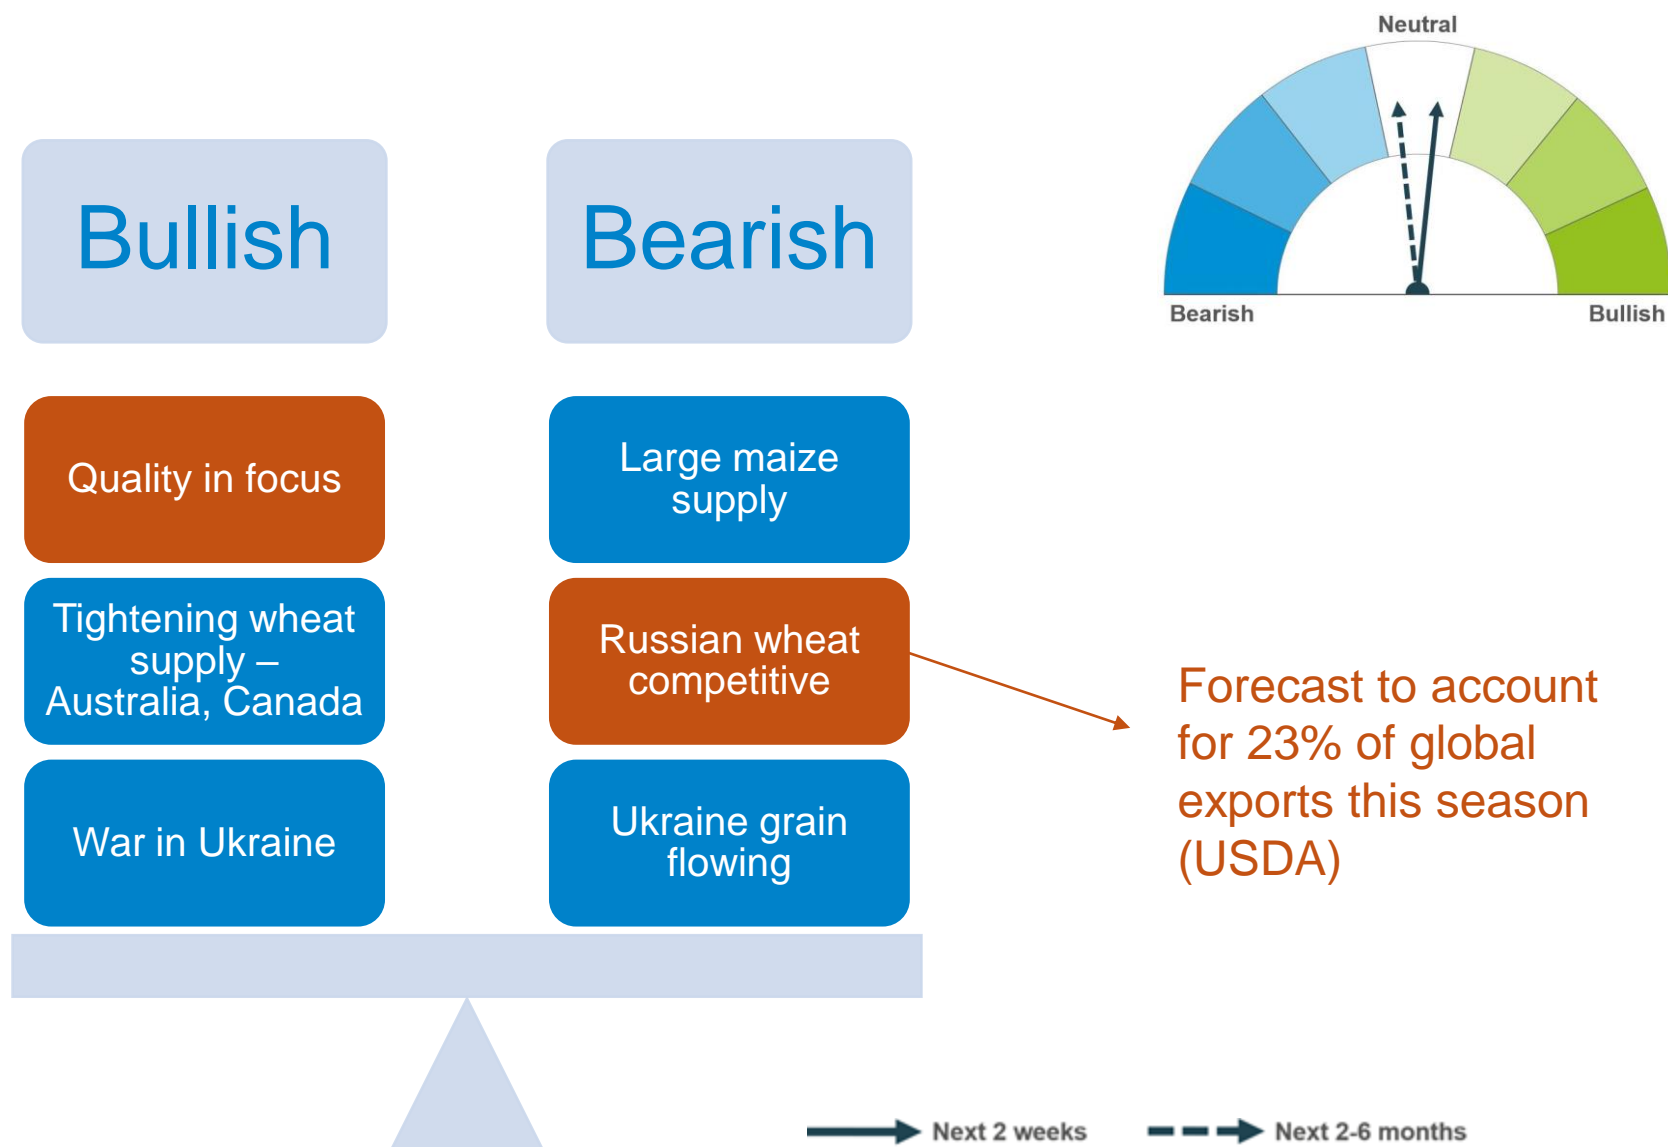 Neutral
Bearish
Bullish
Bullish
Bearish
Quality in focus
Tightening wheat
supply –
Australia, Canada
War in Ukraine
Large maize
supply
Russian wheat
competitive
Ukraine grain
flowing
Forecast to account
for 23% of global
exports this season
(USDA)
Next 2 weeks
Next 2-6 months